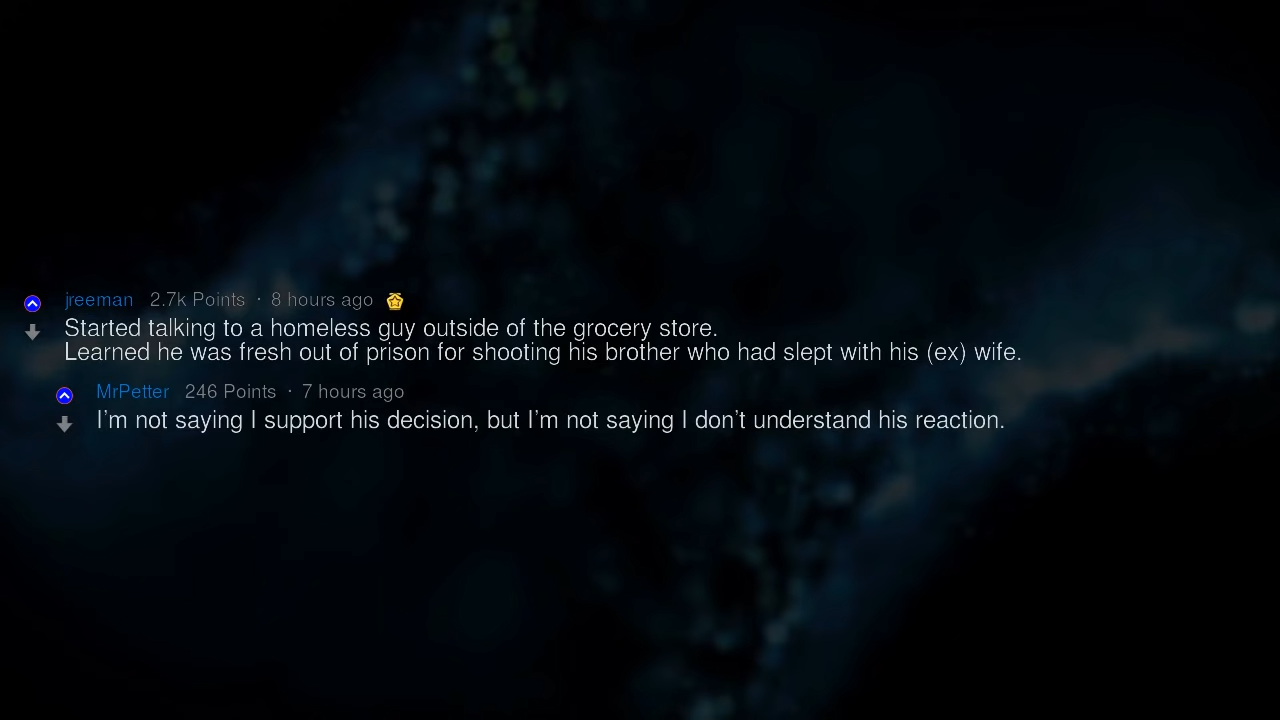 jreeman 2.7k Points · 8 hours ago
Started talking to a homeless guy outside of the grocery store.
Learned he was fresh out of prison for shooting his brother who had slept with his (ex) wife.
MrPetter 246 Points · 7 hours ago
I'm not saying I support his decision, but I'm not saying I don't understand his reaction.